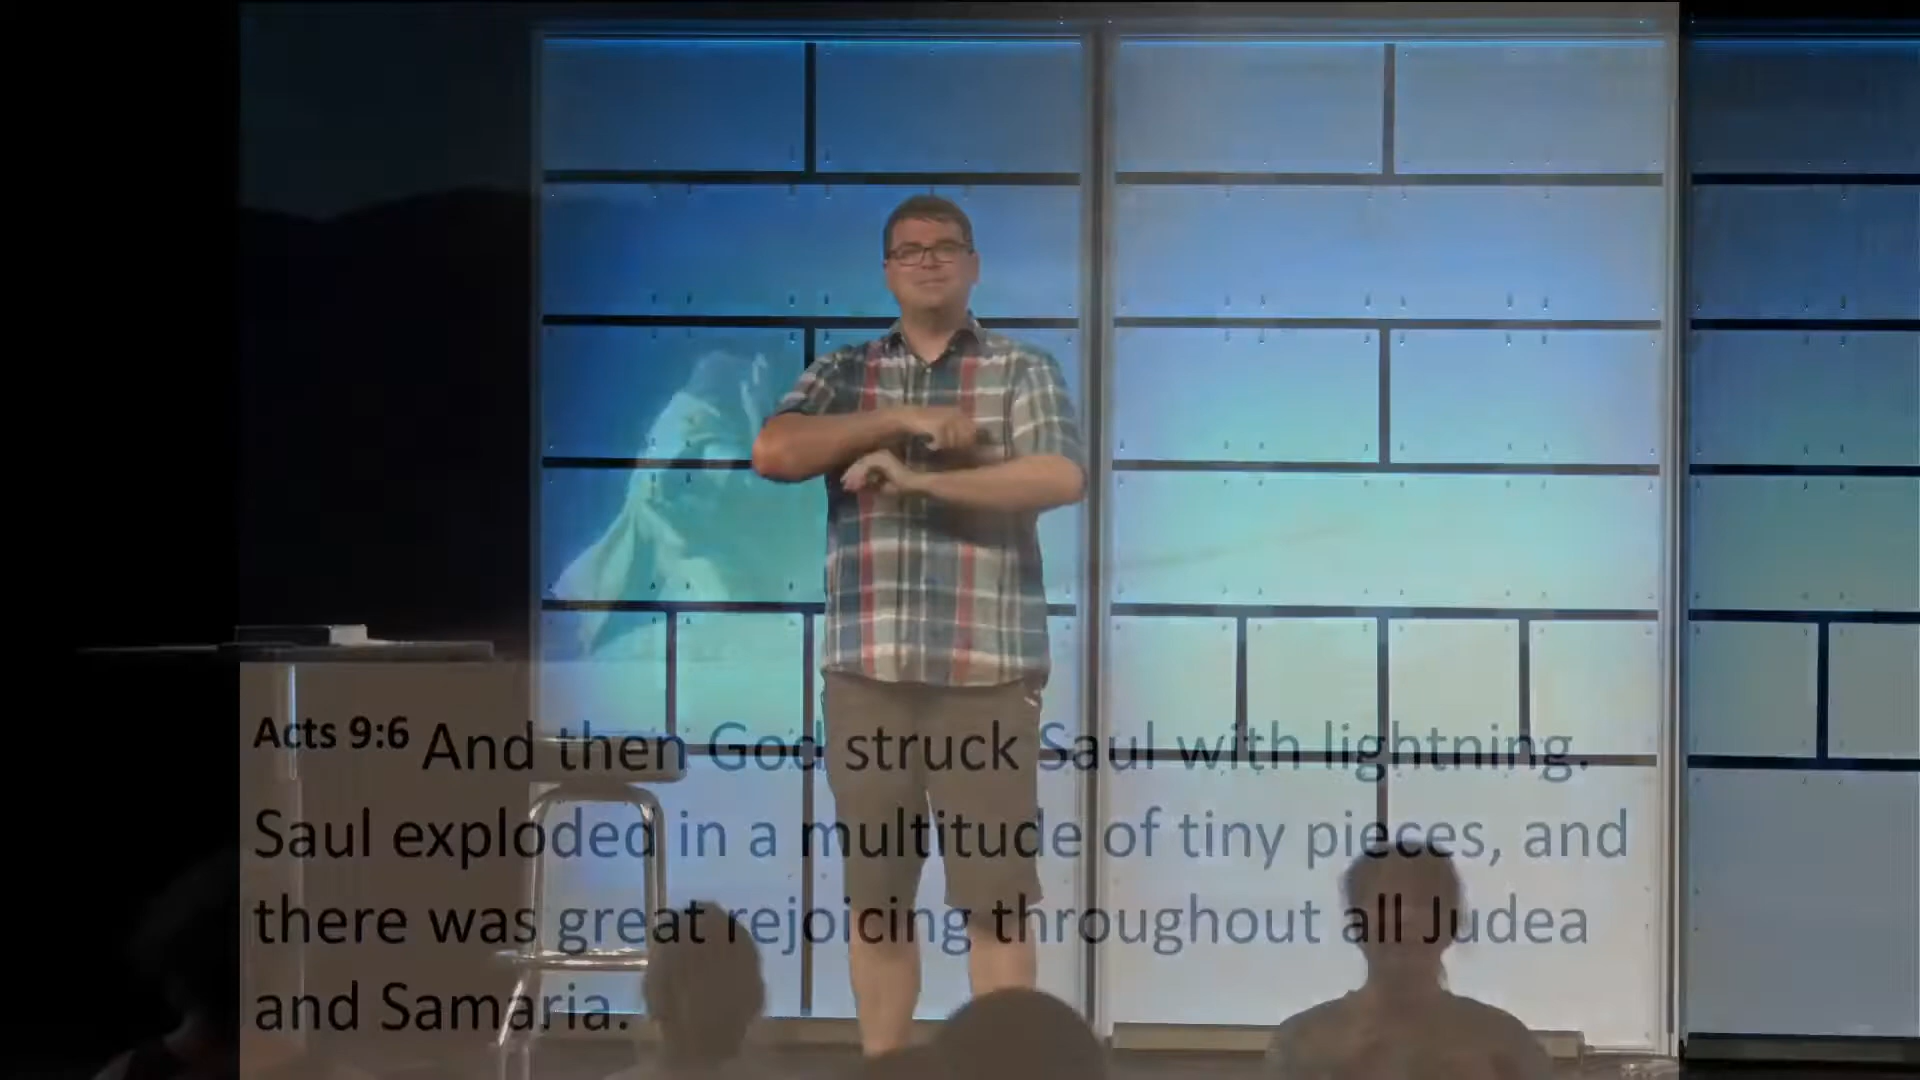 Acts 9:6 And then God struck Saul with lightning.
Saul exploded in a multitude of tiny pieces, and
there was great rejoicing throughout all Judea
and Samaria.